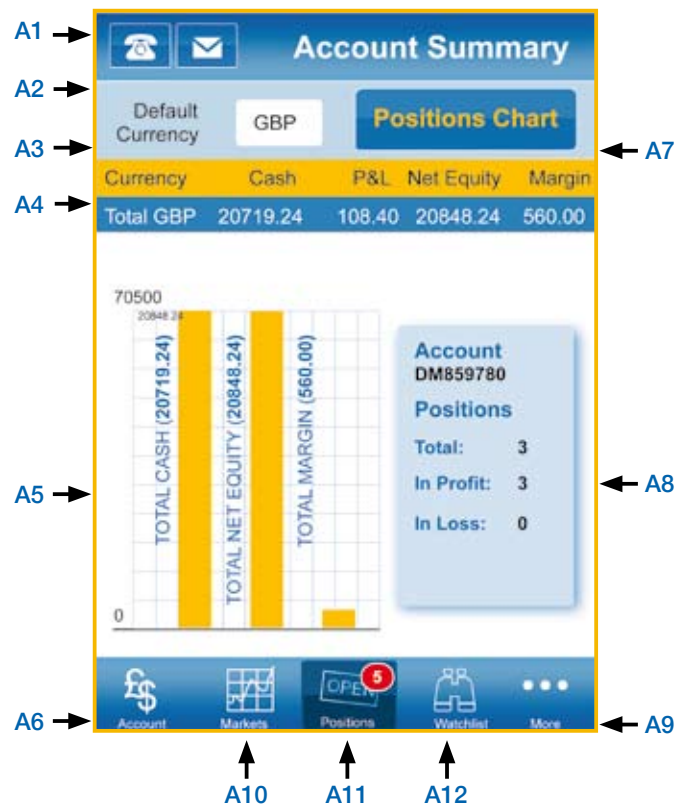 A1
Account Summary
A2
Default
Currency
GBP
Positions Chart
A3
A7
Currency Cash P&L Net Equity Margin
A4
Total GBP 20719.24 108.40 20848.24 560.00
70500
20848.24
TOTAL CASH (20719.24)
TOTAL NET EQUITY (20848.24)
TOTAL MARGIN (560.00)
0
Account
DM859780
Positions
Total: 3
In Profit: 3
In Loss: 0
A5
A8
£$
OPEN
5
Account
Markets
Positions
Watchlist
More
A6
A9
A10
A11
A12